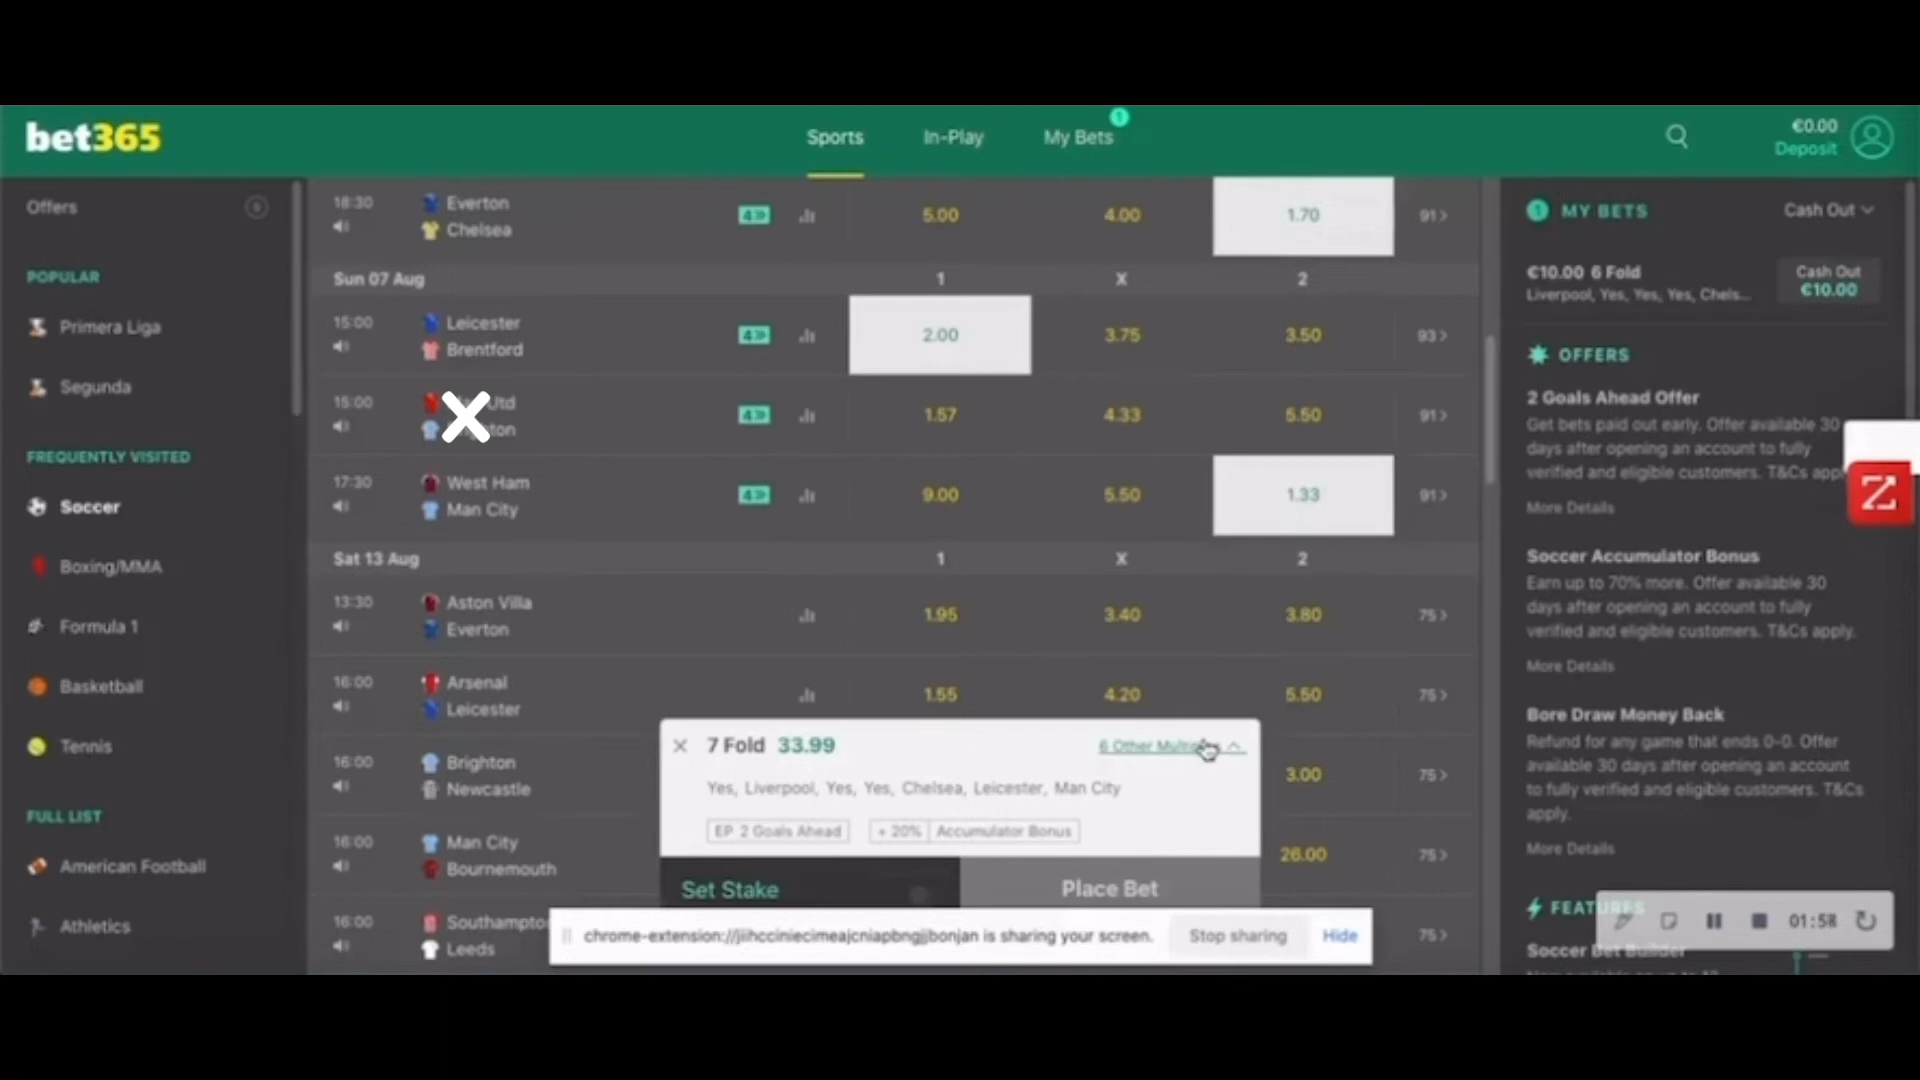 bet365
Sports
In-Play
My Bets
1
€0.00
Deposit
Offers
POPULAR
Primera Liga
Segunda
FREQUENTLY VISITED
Soccer
Boxing/MMA
Formula 1
Basketball
Tennis
FULL LIST
American Football
Athletics
18:30 Everton 5.00 4.00 1.70 91>
Chelsea
Sun 07 Aug 1 X 2
15:00 Leicester 2.00 3.75 3.50 93>
Brentford
15:00 Utd 1.57 4.33 5.50 91>
17:30 West Ham 9.00 5.50 1.33 91>
Man City
Sat 13 Aug 1 X 2
13:30 Aston Villa 1.95 3.40 3.80 75>
Everton
16:00 Arsenal 1.55 4.20 5.50 75>
Leicester
16:00 Brighton 3.00 75>
Newcastle
16:00 Man City 26.00 75>
Bournemouth
16:00 75>
Leeds
7 Fold 33.99
6 Other
Yes, Liverpool, Yes, Yes, Chelsea, Leicester, Man City
EP 2 Goals Ahead
+ 20% Accumulator Bonus
Set Stake
Place Bet
is sharing your screen.
Stop sharing
Hide
1 MY BETS
Cash Out
€10.00 6 Fold
Liverpool, Yes, Yes, Yes, Chels...
Cash Out
€10.00
OFFERS
2 Goals Ahead Offer
Get bets paid out early. Offer available 30
days after opening an account to fully
verified and eligible customers. T&Cs
More Details
Soccer Accumulator Bonus
Earn up to 70% more. Offer available 30
days after opening an account to fully
verified and eligible customers. T&Cs apply.
More Details
Bore Draw Money Back
Refund for any game that ends 0-0. Offer
available 30 days after opening an account
to fully verified and eligible customers. T&Cs
apply.
More Details
FEATURES
01:58
Soccer Bet Builder